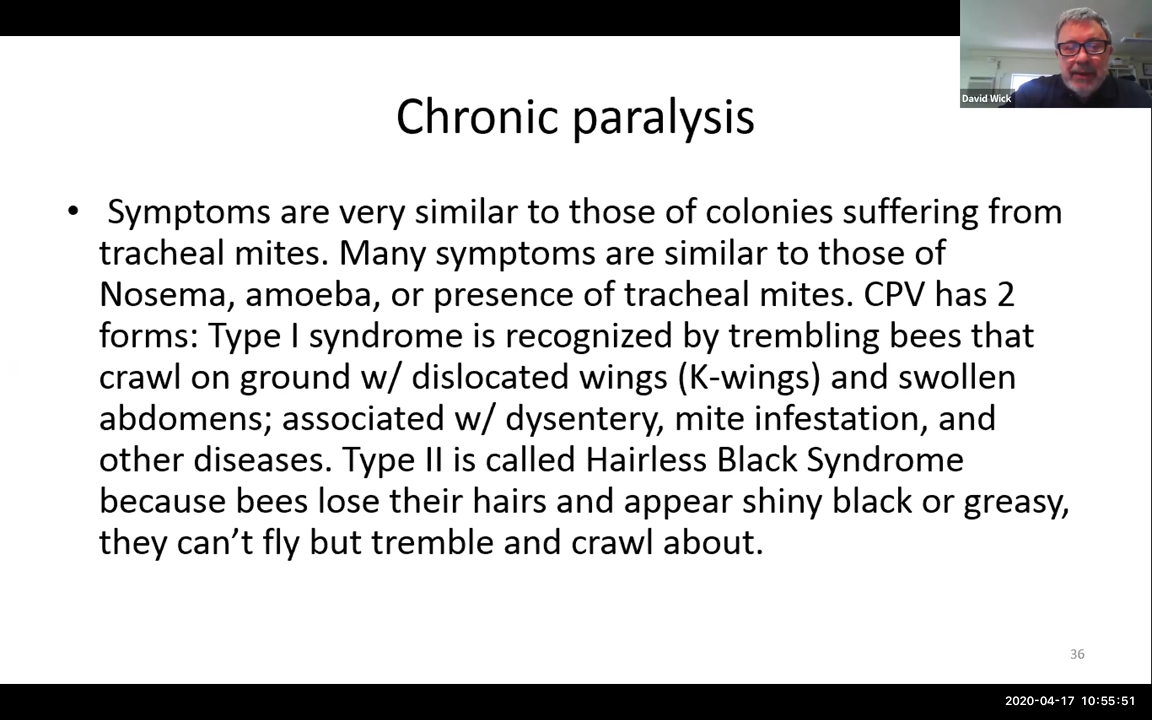 David Wick
Chronic paralysis
• Symptoms are very similar to those of colonies suffering from
tracheal mites. Many symptoms are similar to those of
Nosema, amoeba, or presence of tracheal mites. CPV has 2
forms: Type I syndrome is recognized by trembling bees that
crawl on ground w/ dislocated wings (K-wings) and swollen
abdomens; associated w/ dysentery, mite infestation, and
other diseases. Type II is called Hairless Black Syndrome
because bees lose their hairs and appear shiny black or greasy,
they can’t fly but tremble and crawl about.
36
2020-04-17 10:55:51